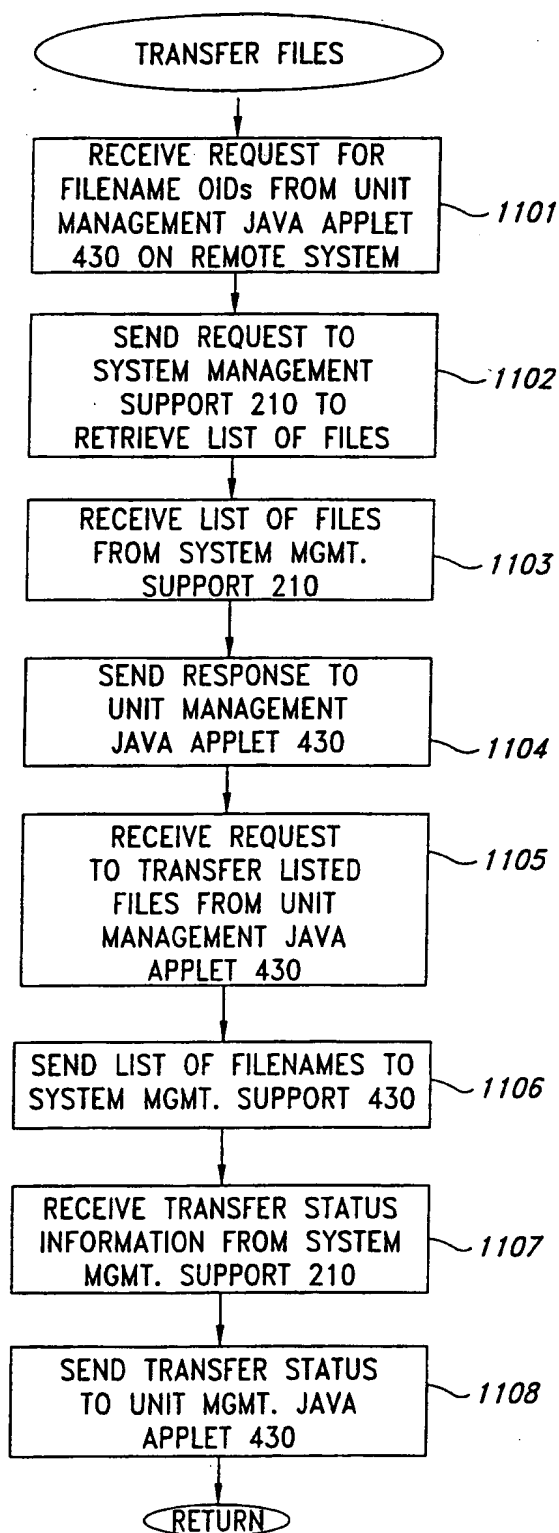 TRANSFER FILES
RECEIVE REQUEST FOR
FILENAME OIDs FROM UNIT
MANAGEMENT JAVA APPLET
430 ON REMOTE SYSTEM
1101
SEND REQUEST TO
SYSTEM MANAGEMENT
SUPPORT 210 TO
RETRIEVE LIST OF FILES
1102
RECEIVE LIST OF FILES
FROM SYSTEM MGMT.
SUPPORT 210
1103
SEND RESPONSE TO
UNIT MANAGEMENT
JAVA APPLET 430
1104
RECEIVE REQUEST
TO TRANSFER LISTED
FILES FROM UNIT
MANAGEMENT JAVA
APPLET 430
1105
SEND LIST OF FILENAMES TO
SYSTEM MGMT. SUPPORT 430
1106
RECEIVE TRANSFER STATUS
INFORMATION FROM SYSTEM
MGMT. SUPPORT 210
1107
SEND TRANSFER STATUS
TO UNIT MGMT. JAVA
APPLET 430
1108
RETURN